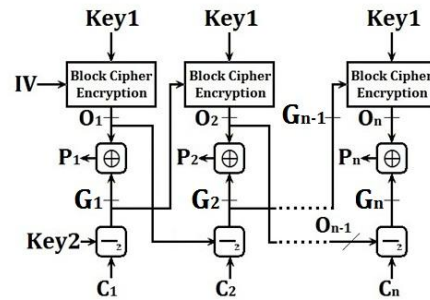 Key1 Key1 Key1
IV Block Cipher Encryption Block Cipher Encryption Block Cipher Encryption
O1 O2 Gn-1 On
P1 ⊕ P2 ⊕ Pn ⊕
G1 G2 Gn
On-1
Key2 −2 −2 −2
C1 C2 Cn